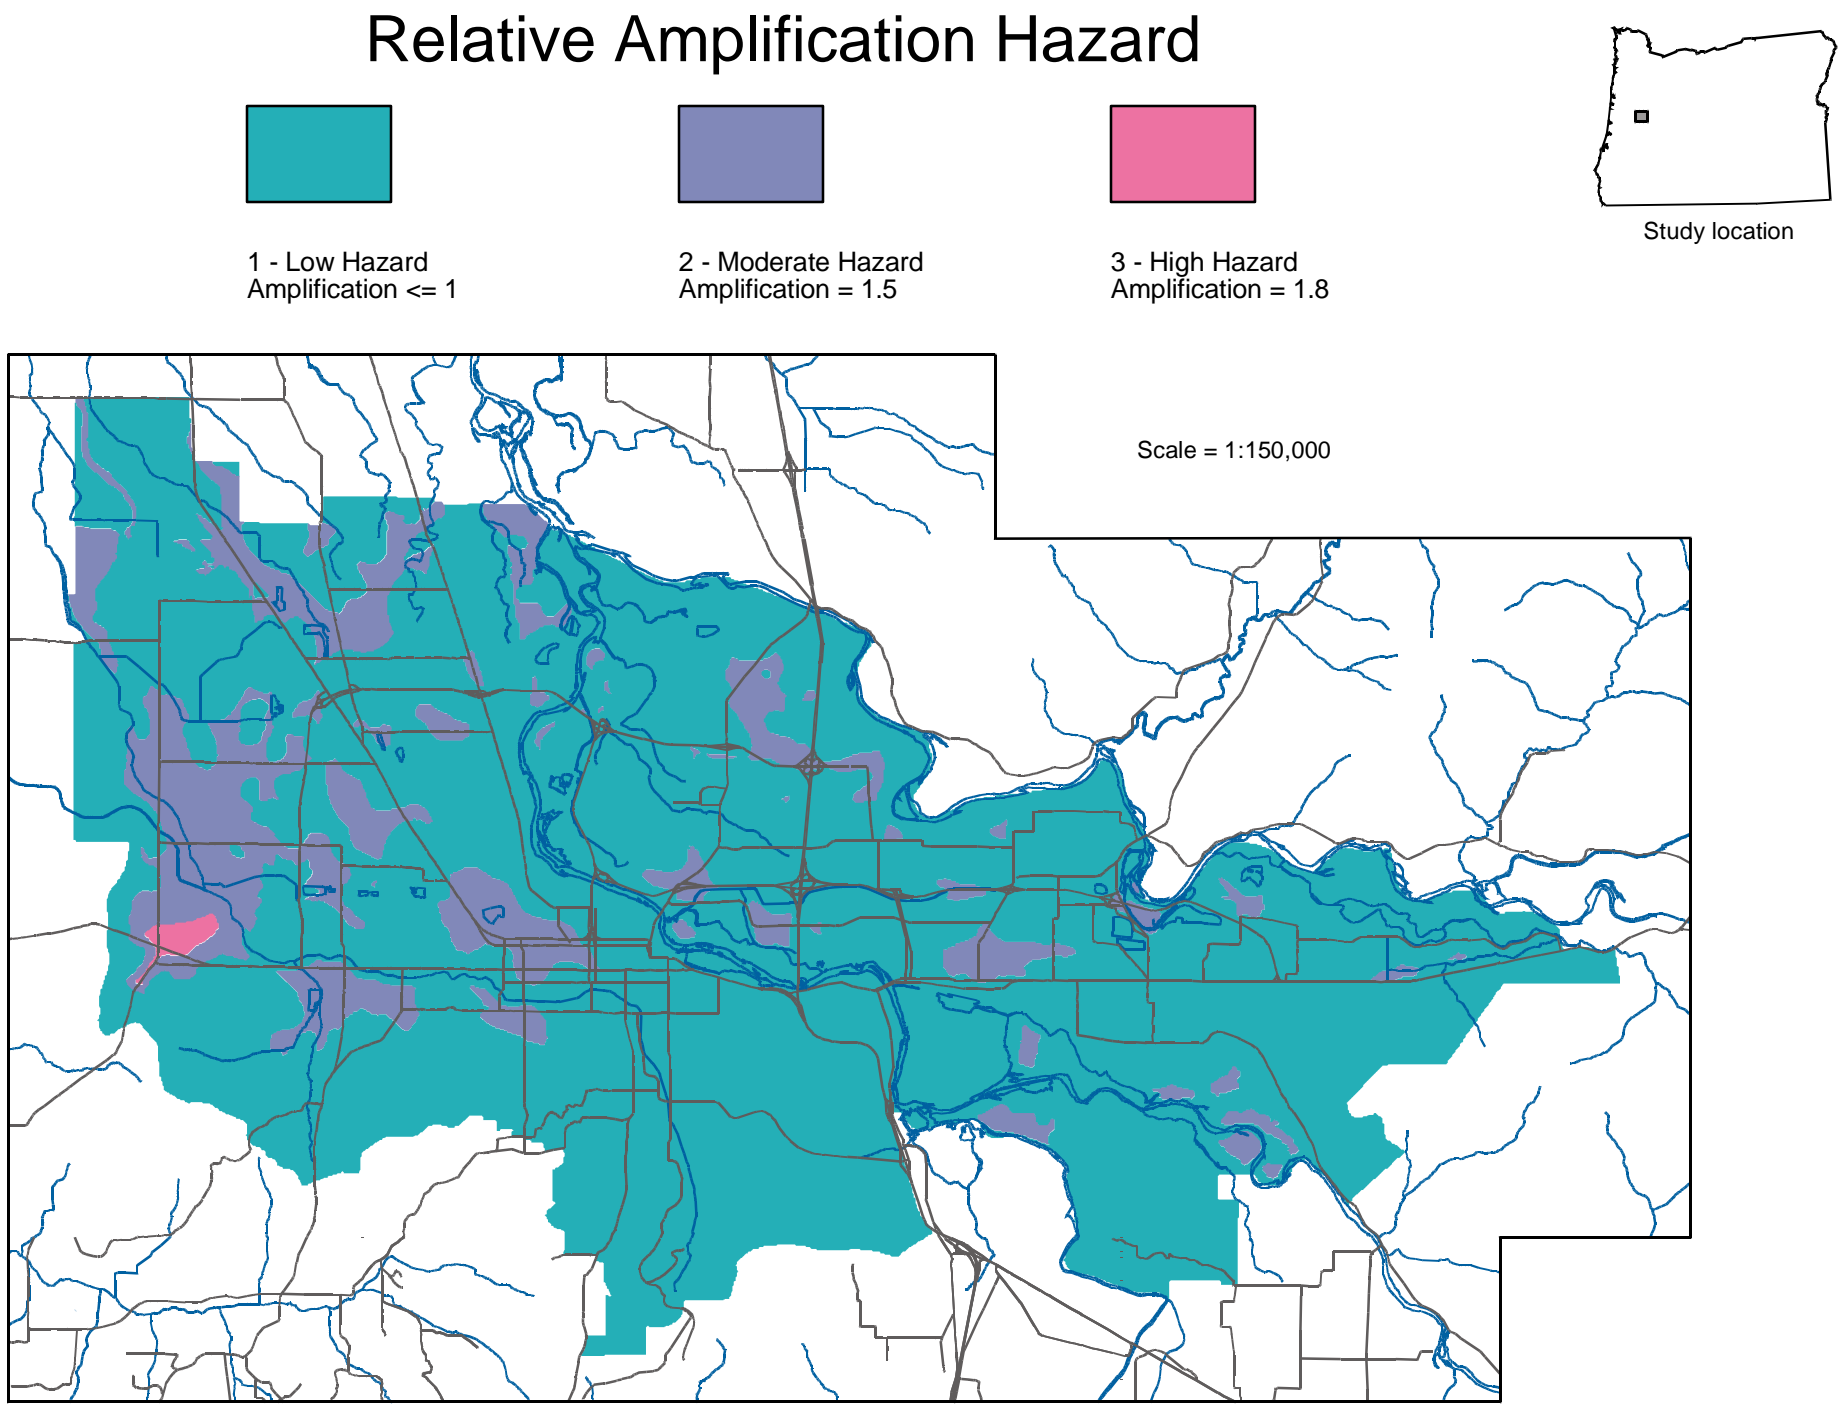 Relative Amplification Hazard
1 - Low Hazard
Amplification <= 1
2 - Moderate Hazard
Amplification = 1.5
3 - High Hazard
Amplification = 1.8
Study location
Scale = 1:150,000